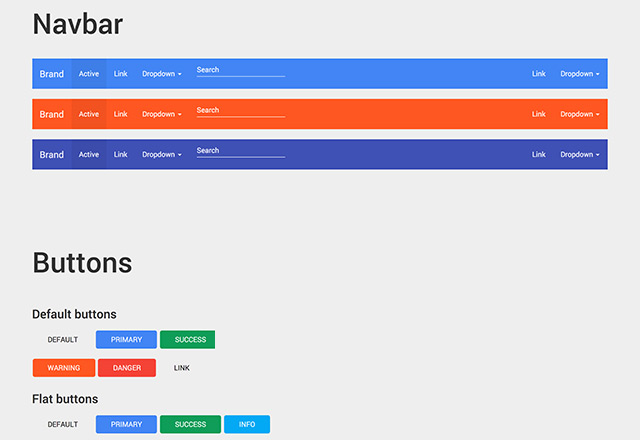 Navbar
Brand Active Link Dropdown Search Link Dropdown
Brand Active Link Dropdown Search Link Dropdown
Brand Active Link Dropdown Search Link Dropdown
Buttons
Default buttons
DEFAULT PRIMARY SUCCESS
WARNING DANGER LINK
Flat buttons
DEFAULT PRIMARY SUCCESS INFO